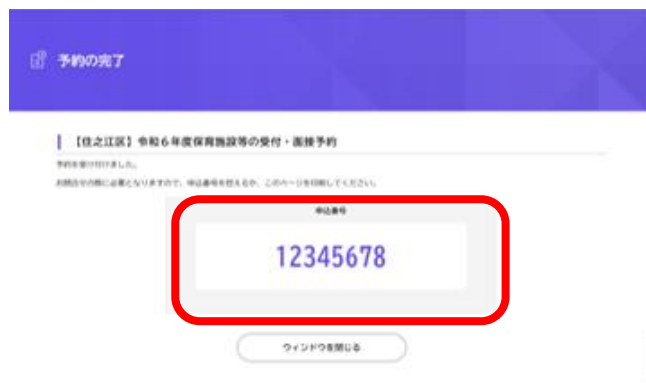 予約の完了
【住之江区】令和6年度保育施設等の受付・面接予約
予約を受け付けました。
お問合せの際に必要となりますので、申込番号を控えるか、このページを印刷してください。
申込番号
12345678
ウィンドウを閉じる